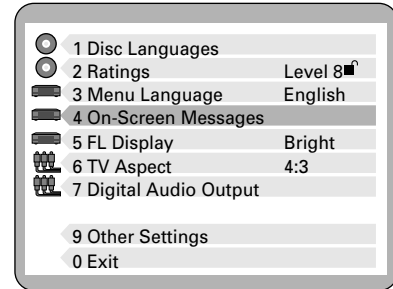 1 Disc Languages
2 Ratings Level 8
3 Menu Language English
4 On-Screen Messages
5 FL Display Bright
6 TV Aspect 4:3
7 Digital Audio Output
9 Other Settings
0 Exit